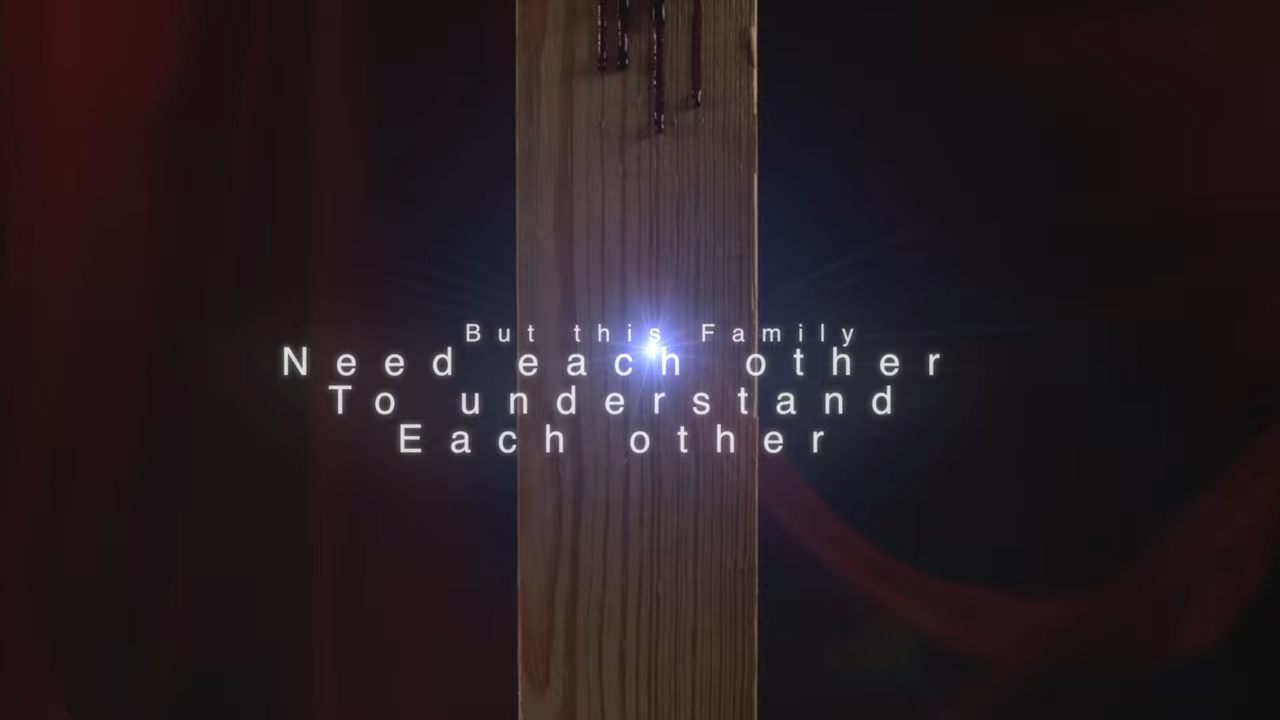 But this Family
Need each other
To understand
Each other